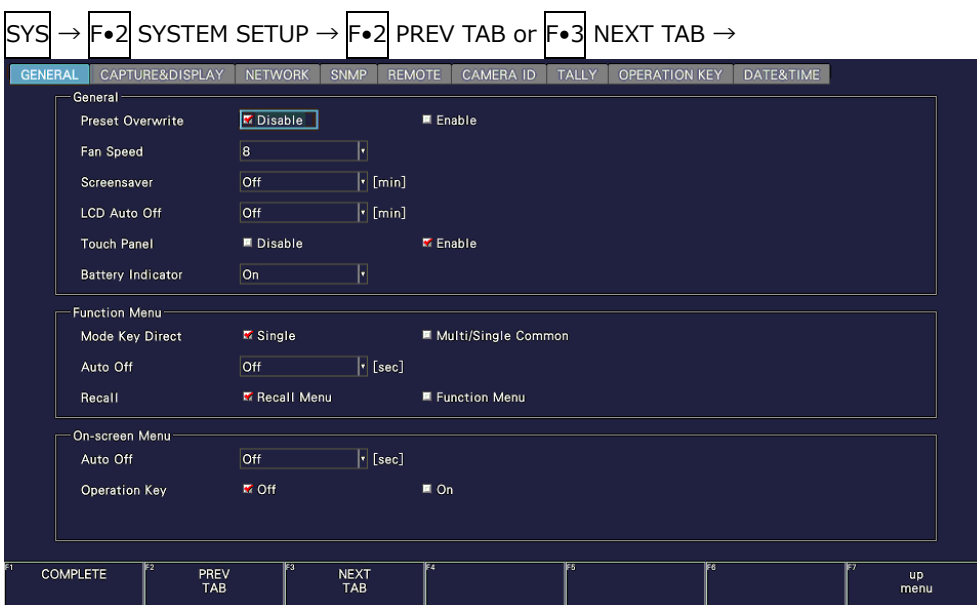 SYS → F•2 SYSTEM SETUP → F•2 PREV TAB or F•3 NEXT TAB →
GENERAL CAPTURE&DISPLAY NETWORK SNMP REMOTE CAMERA ID TALLY OPERATION KEY DATE&TIME
General
Preset Overwrite Disable Enable
Fan Speed 8
Screensaver Off [min]
LCD Auto Off Off [min]
Touch Panel Disable Enable
Battery Indicator On
Function Menu
Mode Key Direct Single Multi/Single Common
Auto Off Off [sec]
Recall Recall Menu Function Menu
On-screen Menu
Auto Off Off [sec]
Operation Key Off On
F1 COMPLETE F2 PREV F3 NEXT F4 F5 F6 F7 up
TAB TAB menu